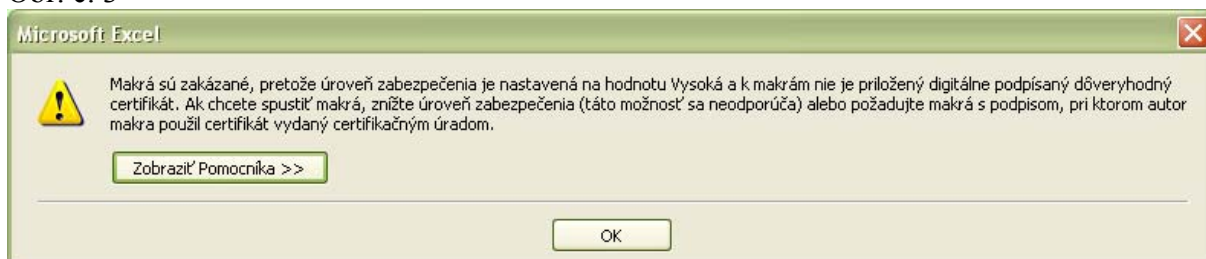 Microsoft Excel
Makrá sú zakázané, pretože úroveň zabezpečenia je nastavená na hodnotu Vysoká a k makrám nie je priložený digitálne podpísaný dôveryhodný
certifikát. Ak chcete spustiť makrá, znížte úroveň zabezpečenia (táto možnosť sa neodporúča) alebo požadujte makrá s podpisom, pri ktorom autor
makra použil certifikát vydaný certifikačným úradom.
Zobraziť Pomocníka >>
OK